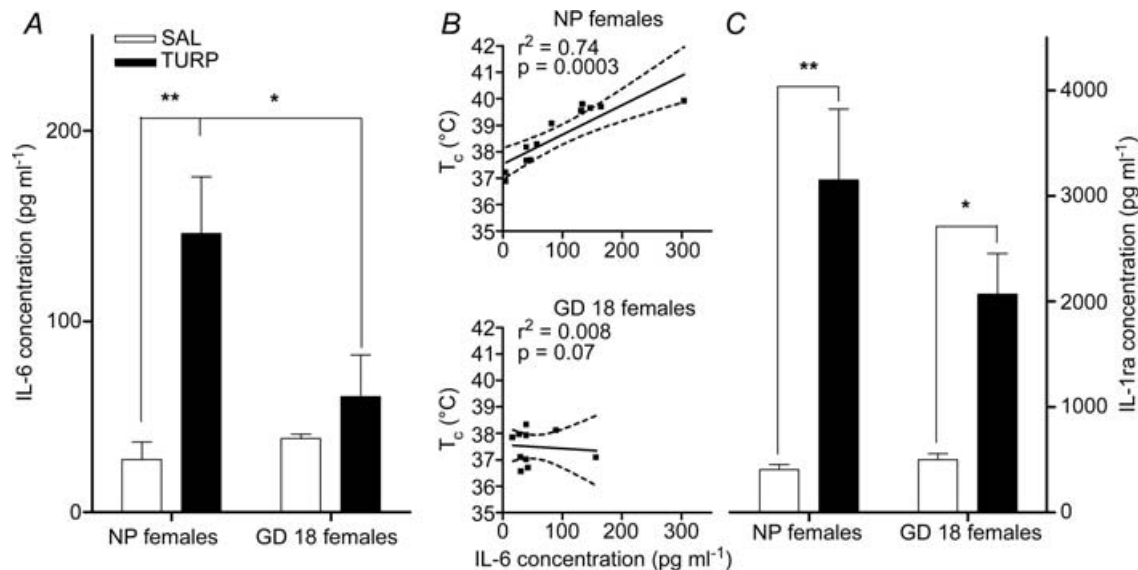 A
SAL
TURP
**
*
200
100
0
IL-6 concentration (pg ml⁻¹)
NP females
GD 18 females
B
NP females
r² = 0.74
p = 0.0003
42
41
40
39
38
37
36
35
Tc (°C)
0
100
200
300
GD 18 females
r² = 0.008
p = 0.07
42
41
40
39
38
37
36
35
Tc (°C)
0
100
200
300
IL-6 concentration (pg ml⁻¹)
C
**
*
4000
3000
2000
1000
0
IL-1ra concentration (pg ml⁻¹)
NP females
GD 18 females